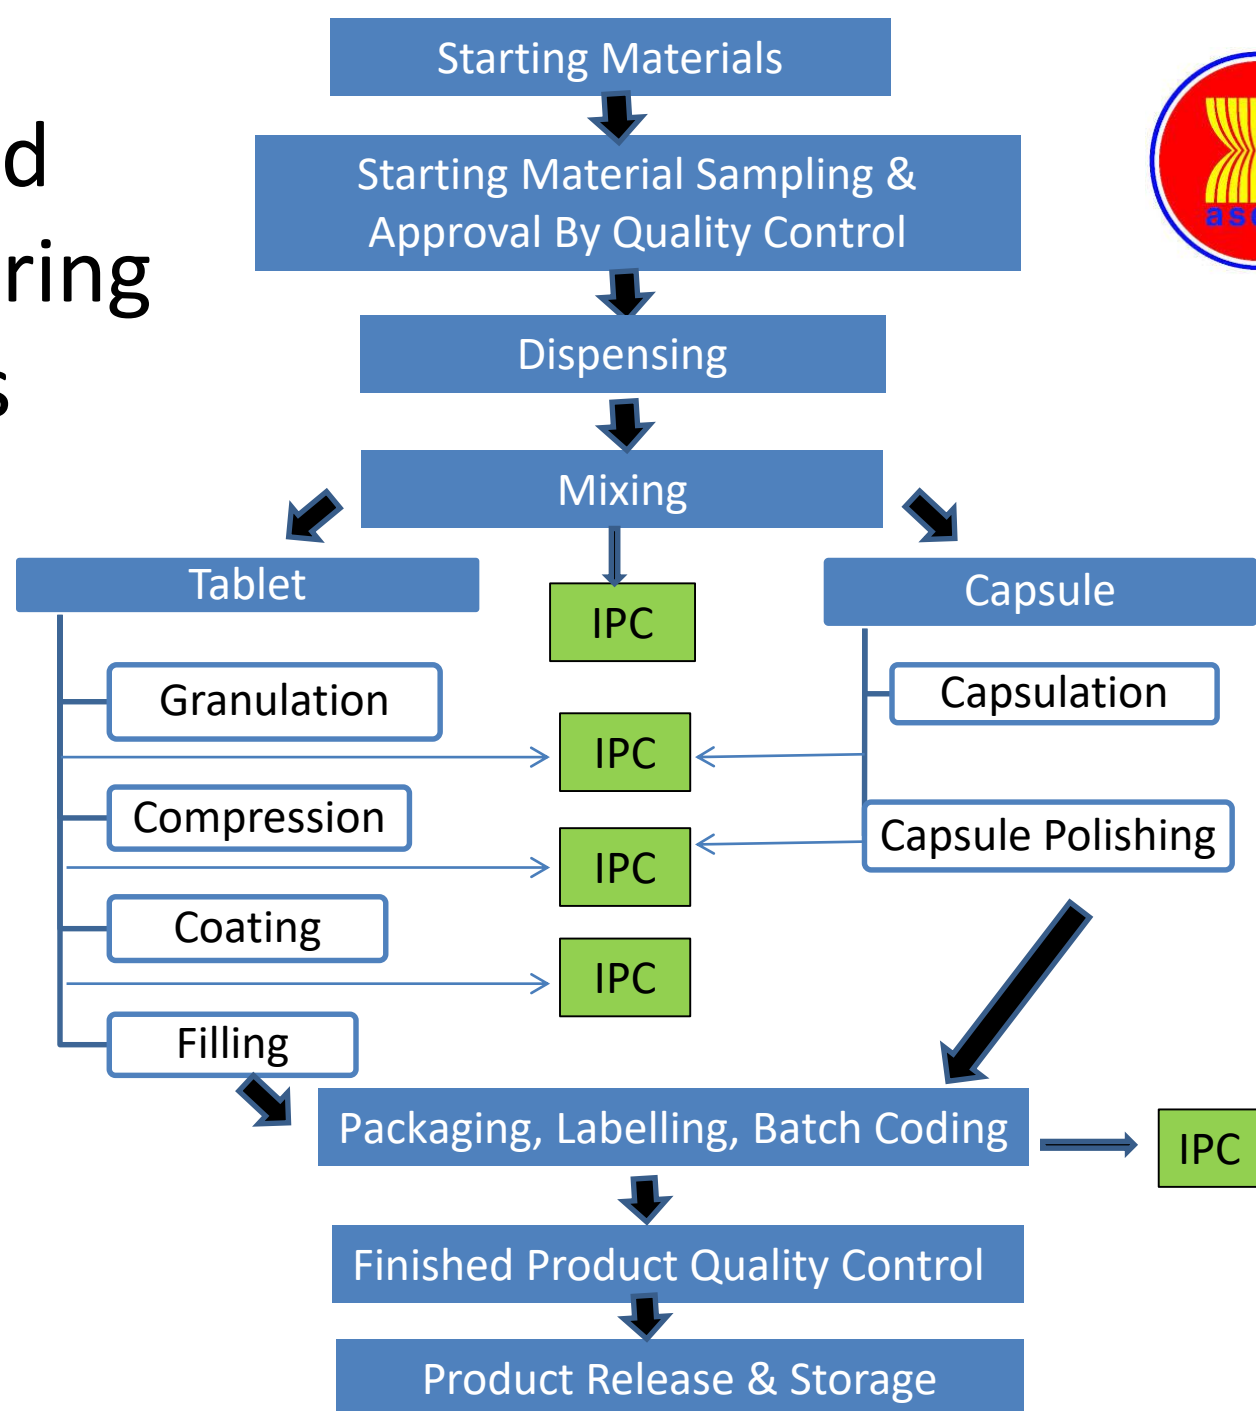 Starting Materials
d
ring
s
Starting Material Sampling &
Approval By Quality Control
Dispensing
Mixing
Tablet
IPC
Capsule
Granulation
Capsulation
IPC
Compression
Capsule Polishing
IPC
Coating
IPC
Filling
Packaging, Labelling, Batch Coding
IPC
Finished Product Quality Control
Product Release & Storage